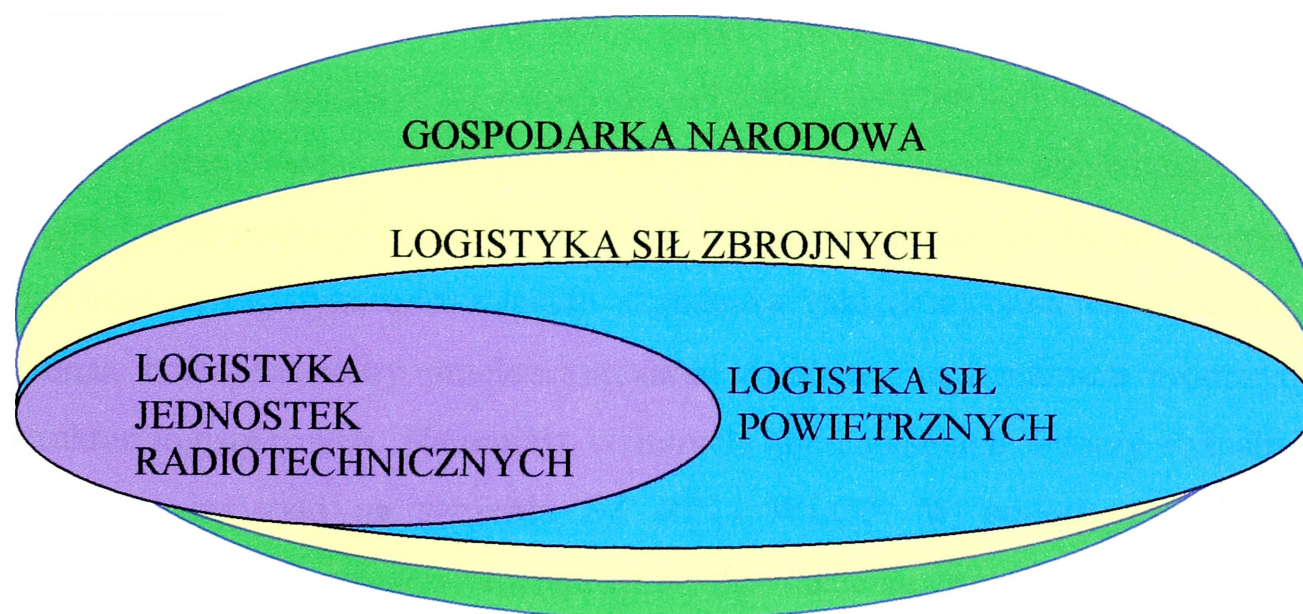 GOSPODARKA NARODOWA
LOGISTYKA SIŁ ZBROJNYCH
LOGISTYKA
JEDNOSTEK
RADIOTECHNICZNYCH
LOGISTKA SIŁ
POWIETRZNYCH